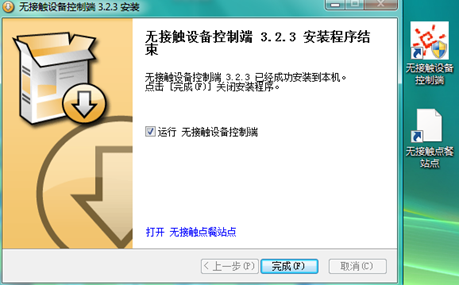 无接触设备控制端 3.2.3 安装
无接触设备控制端 3.2.3 安装程序结
束
无接触设备控制端 3.2.3 已经成功安装到本机。
点击 [完成(F)] 关闭安装程序。
运行 无接触设备控制端
打开 无接触点餐站点
< 上一步(P)
完成(F)
取消(C)
无接触设备
控制端
无接触点餐
站点